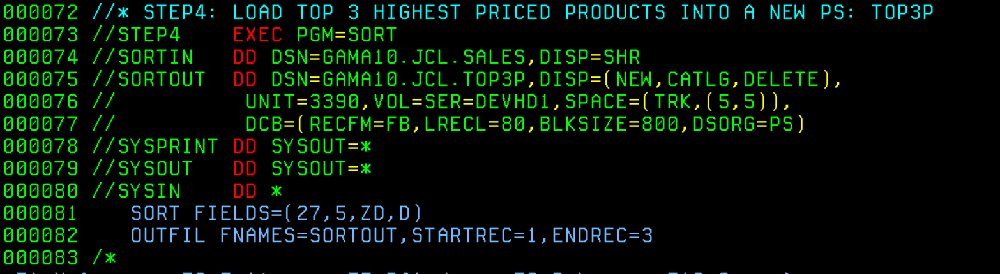 000072 //* STEP4: LOAD TOP 3 HIGHEST PRICED PRODUCTS INTO A NEW PS: TOP3P
000073 //STEP4    EXEC PGM=SORT
000074 //SORTIN   DD DSN=GAMA10.JCL.SALES,DISP=SHR
000075 //SORTOUT  DD DSN=GAMA10.JCL.TOP3P,DISP=(NEW,CATLG,DELETE),
000076 //          UNIT=3390,VOL=SER=DEVHD1,SPACE=(TRK,(5,5)),
000077 //          DCB=(RECFM=FB,LRECL=80,BLKSIZE=800,DSORG=PS)
000078 //SYSPRINT DD SYSOUT=*
000079 //SYSOUT   DD SYSOUT=*
000080 //SYSIN    DD *
000081    SORT FIELDS=(27,5,ZD,D)
000082    OUTFIL FNAMES=SORTOUT,STARTREC=1,ENDREC=3
000083 /*